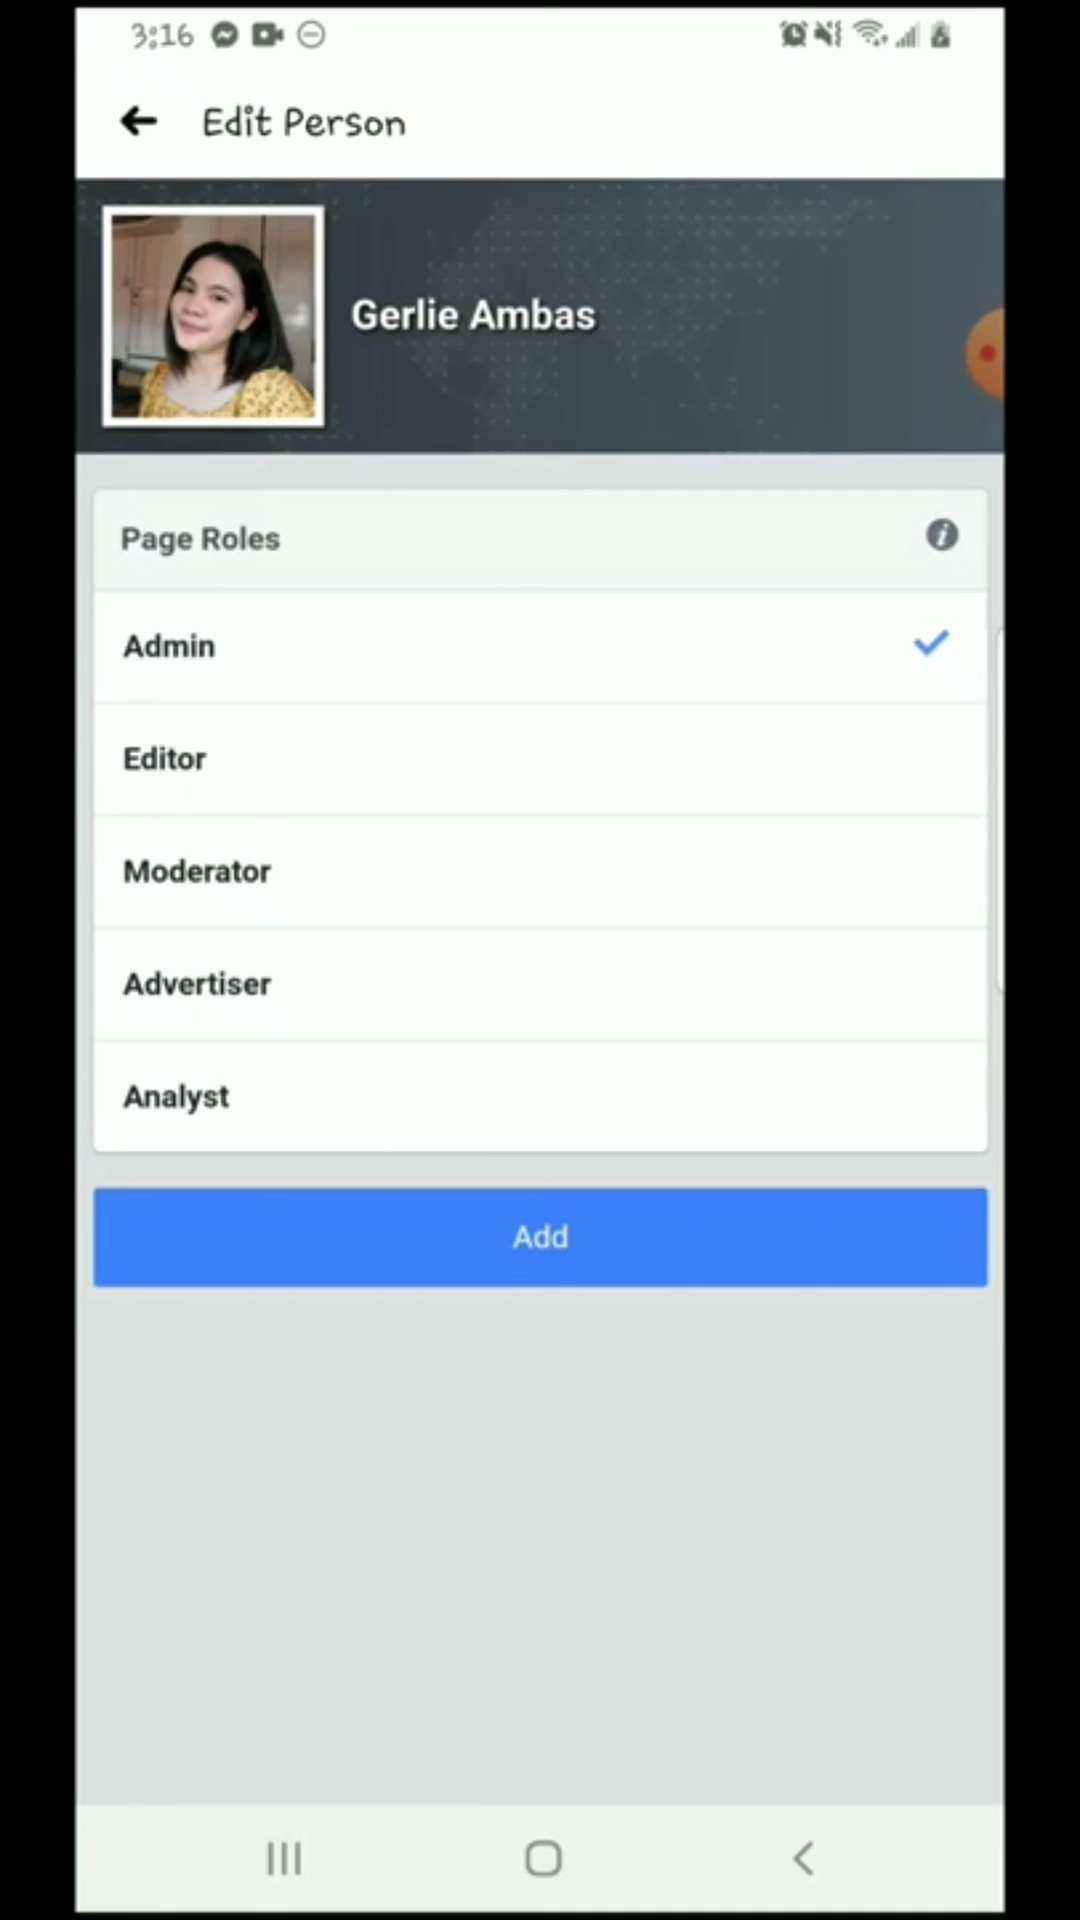 3:16
Edit Person
Gerlie Ambas
Page Roles
Admin
Editor
Moderator
Advertiser
Analyst
Add